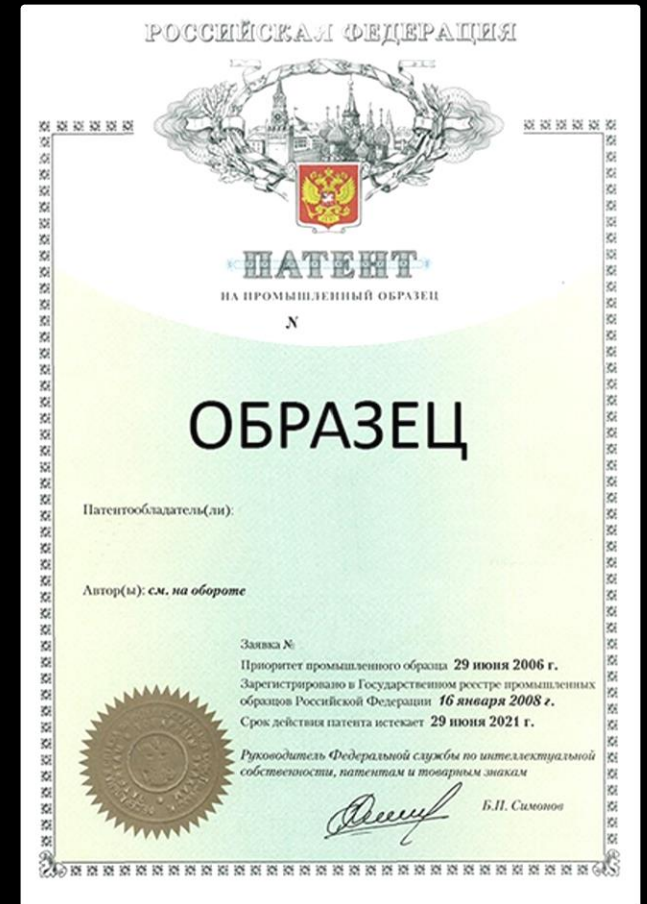 РОССИЙСКАЯ ФЕДЕРАЦИЯ
ПАТЕНТ
НА ПРОМЫШЛЕННЫЙ ОБРАЗЕЦ
N
ОБРАЗЕЦ
Патентообладатель(ли):
Автор(ы): см. на обороте
Заявка №
Приоритет промышленного образца 29 июня 2006 г.
Зарегистрировано в Государственном реестре промышленных
образцов Российской Федерации 16 января 2008 г.
Срок действия патента истекает 29 июня 2021 г.
Руководитель Федеральной службы по интеллектуальной
собственности, патентам и товарным знакам
Б.П. Симонов